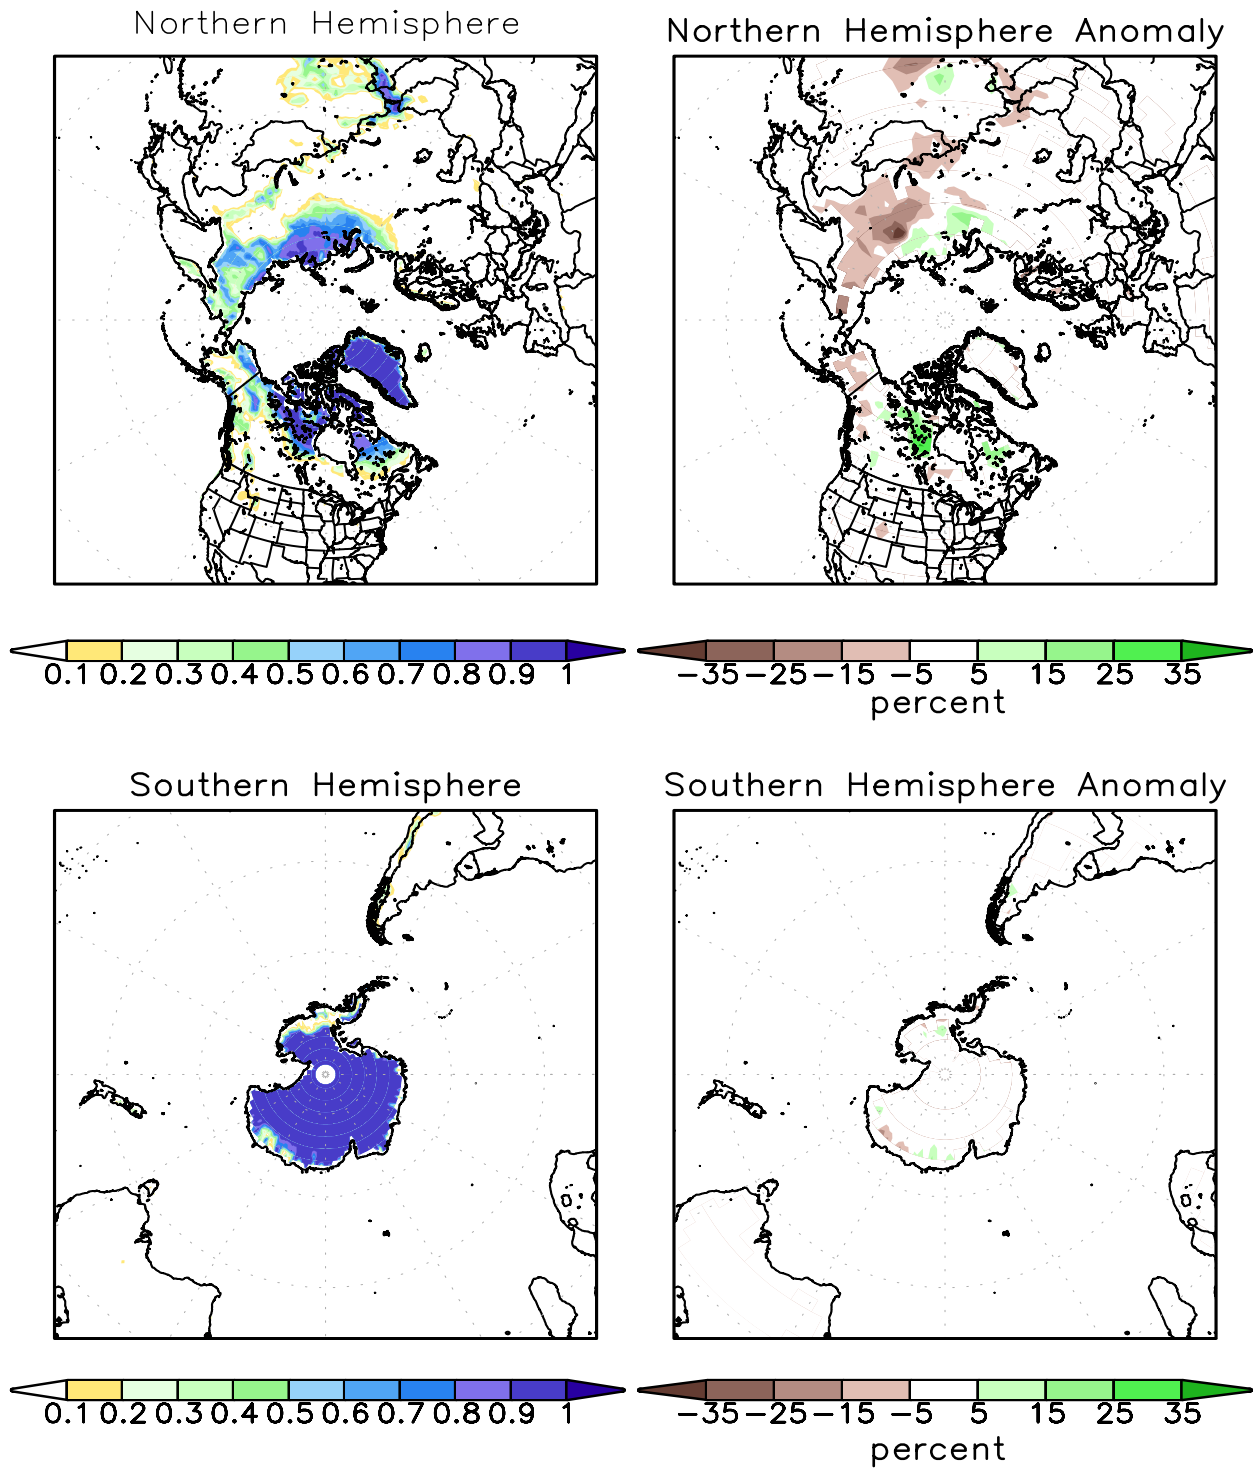 Northern Hemisphere
Northern Hemisphere Anomaly
0.1 0.2 0.3 0.4 0.5 0.6 0.7 0.8 0.9 1
-35 -25 -15 -5 5 15 25 35
percent
Southern Hemisphere
Southern Hemisphere Anomaly
0.1 0.2 0.3 0.4 0.5 0.6 0.7 0.8 0.9 1
-35 -25 -15 -5 5 15 25 35
percent